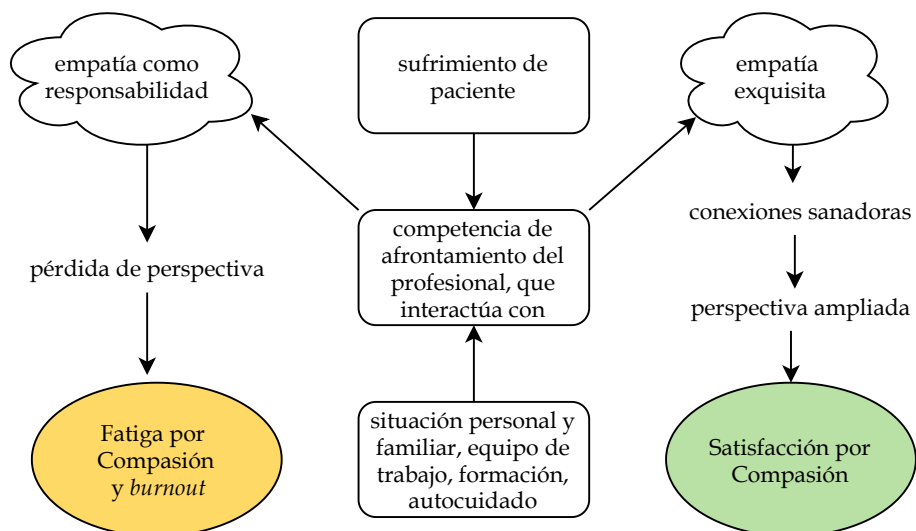 empatía como
responsabilidad
sufrimiento de
paciente
empatía
exquisita
competencia de
afrontamiento del
profesional, que
interactúa con
pérdida de perspectiva
conexiones sanadoras
perspectiva ampliada
Fatiga por
Compasión
y burnout
situación personal y
familiar, equipo de
trabajo, formación,
autocuidado
Satisfacción por
Compasión